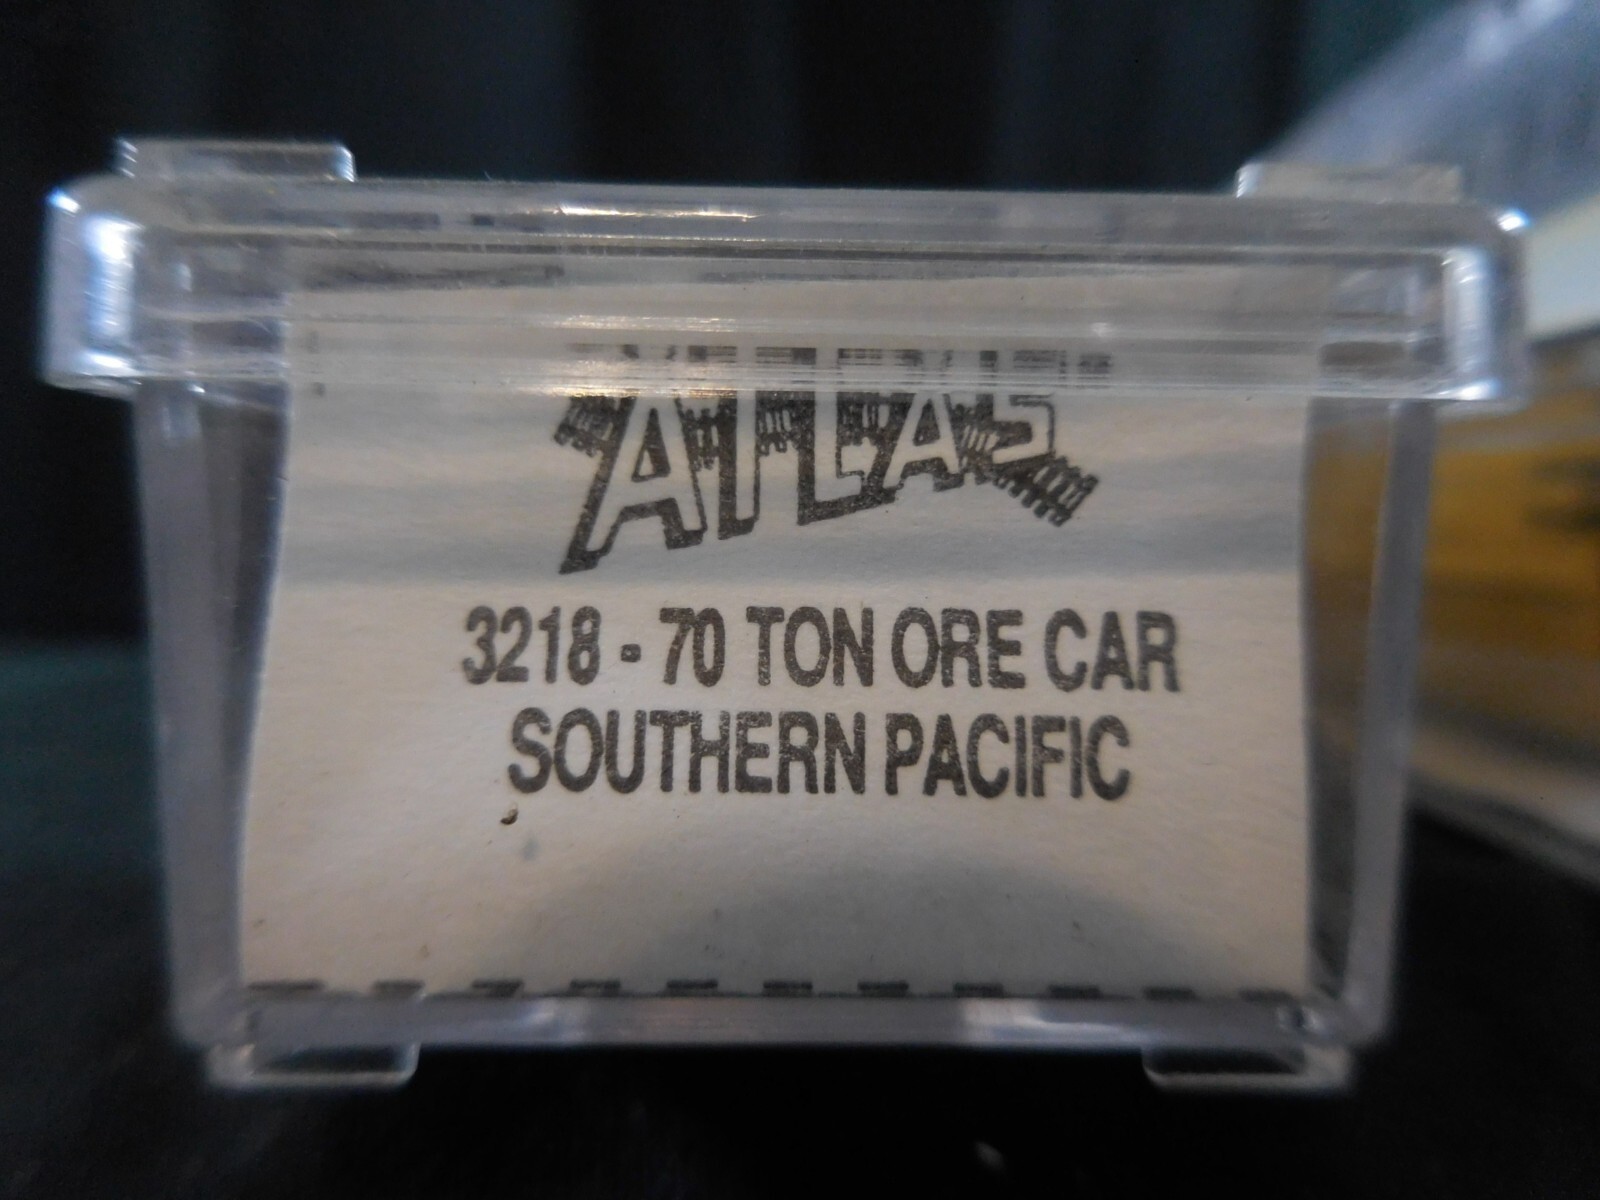 ATLAS
3218 - 70 TON ORE CAR
SOUTHERN PACIFIC